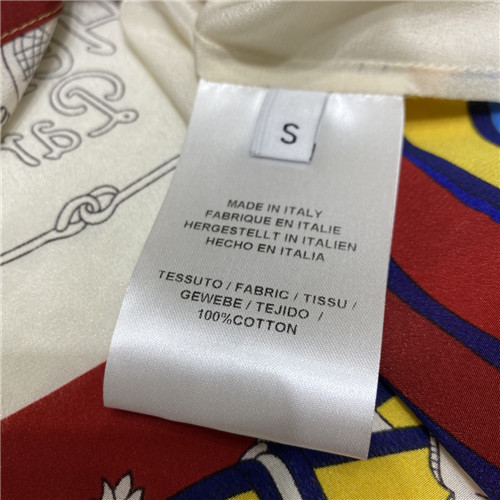 S
MADE IN ITALY
FABRIQUE EN ITALIE
HERGESTELLT IN ITALIEN
HECHO EN ITALIA
TESSUTO / FABRIC / TISSU /
GEWEBE / TEJIDO /
100%COTTON